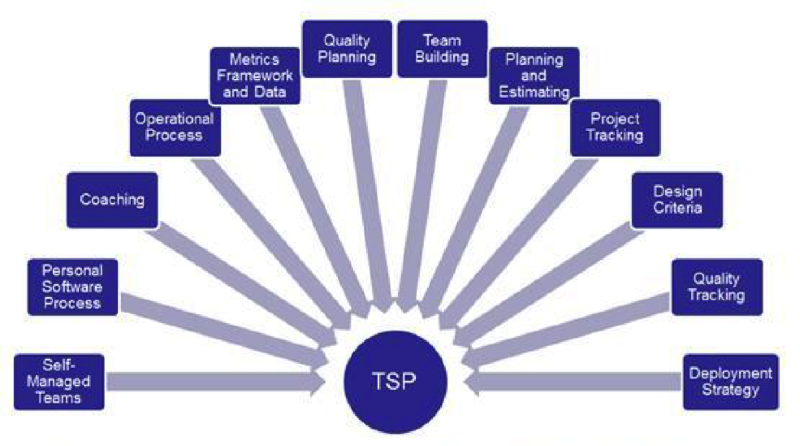 Quality
Planning
Team
Building
Metrics
Framework
and Data
Planning
and
Estimating
Operational
Process
Project
Tracking
Coaching
Design
Criteria
Personal
Software
Process
Quality
Tracking
Self-
Managed
Teams
TSP
Deployment
Strategy